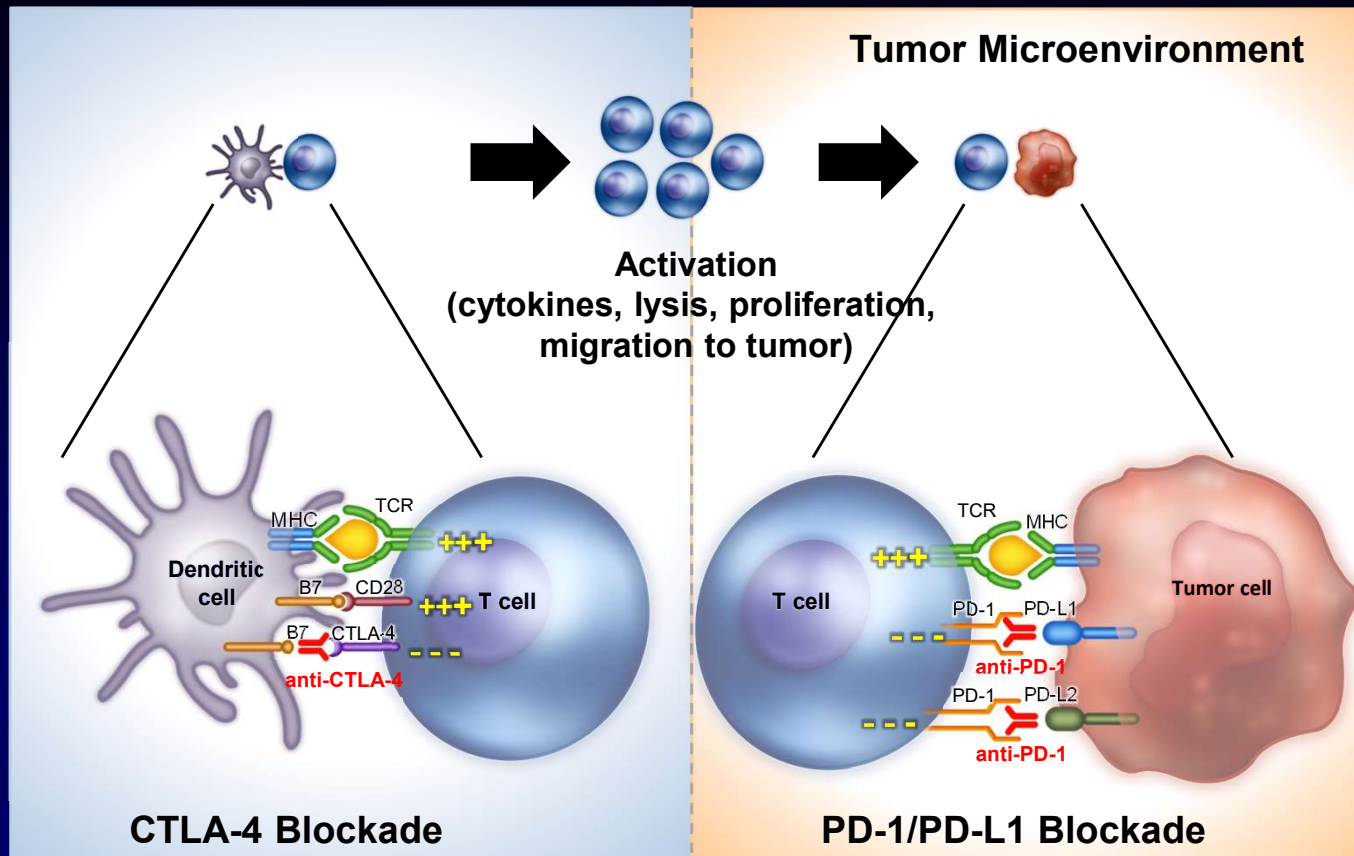 Tumor Microenvironment
Activation
(cytokines, lysis, proliferation,
migration to tumor)
MHC
TCR
+++
Dendritic
cell
B7
CD28
+++
T cell
B7
CTLA-4
---
anti-CTLA-4
TCR
MHC
+++
T cell
Tumor cell
PD-1
PD-L1
---
anti-PD-1
PD-1
PD-L2
---
anti-PD-1
CTLA-4 Blockade
PD-1/PD-L1 Blockade